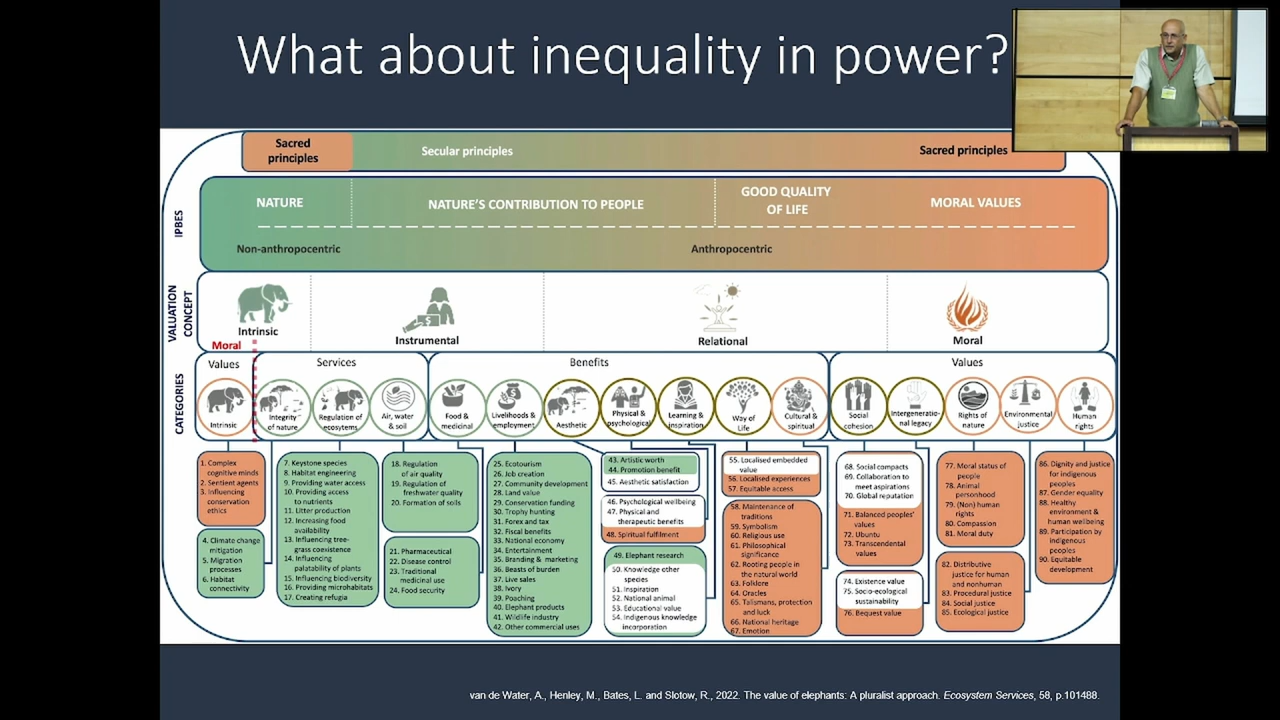 What about inequality in power?
Sacred
principles
Secular principles
Sacred principles
IPBES
NATURE
NATURE'S CONTRIBUTION TO PEOPLE
GOOD QUALITY
OF LIFE
MORAL VALUES
Non-anthropocentric
Anthropocentric
VALUATION
CONCEPT
Intrinsic
Instrumental
Relational
Moral
Moral
CATEGORIES
Values
Services
Benefits
Values
Intrinsic
Integrity
of nature
Regulation of
ecosytems
Air, water
& soil
Food &
medicinal
Livelihoods &
employment
Aesthetic
Physical &
psychological
Learning &
inspiration
Way of
Life
Cultural &
spiritual
Social
cohesion
Intergeneratio-
nal legacy
Rights of
nature
Environmental
justice
Human
rights
1. Complex
cognitive minds
2. Sentient agents
3. Influencing
conservation
ethics
4. Climate change
mitigation
5. Migration
processes
6. Habitat
connectivity
7. Keystone species
8. Habitat engineering
9. Providing water access
10. Providing access
to nutrients
11. Litter production
12. Increasing food
availability
13. Influencing tree-
grass coexistence
14. Influencing
palatability of plants
15. Influencing biodiversity
16. Providing microhabitats
17. Creating refugia
18. Regulation
of air quality
19. Regulation of
freshwater quality
20. Formation of soils
21. Pharmaceutical
22. Disease control
23. Traditional
medicinal use
24. Food security
25. Ecotourism
26. Job creation
27. Community development
28. Land value
29. Conservation funding
30. Trophy hunting
31. Forex and tax
32. Fiscal benefits
33. National economy
34. Entertainment
35. Branding & marketing
36. Beasts of burden
37. Live sales
38. Ivory
39. Poaching
40. Elephant products
41. Wildlife industry
42. Other commercial uses
43. Artistic worth
44. Promotion benefit
45. Aesthetic satisfaction
46. Psychological wellbeing
47. Physical and
therapeutic benefits
48. Spiritual fulfilment
49. Elephant research
50. Knowledge other
species
51. Inspiration
52. National animal
53. Educational value
54. Indigenous knowledge
incorporation
55. Localised embedded
value
56. Localised experiences
57. Equitable access
58. Maintenance of
traditions
59. Symbolism
60. Religious use
61. Philosophical
significance
62. Rooting people in
the natural world
63. Folklore
64. Oracles
65. Talismans, protection
and luck
66. National heritage
67. Emotion
68. Social compacts
69. Collaboration to
meet aspirations
70. Global reputation
71. Balanced peoples'
values
72. Ubuntu
73. Transcendental
values
74. Existence value
75. Socio-ecological
sustainability
76. Bequest value
77. Moral status of
people
78. Animal
personhood
79. (Non) human
rights
80. Compassion
81. Moral duty
82. Distributive
justice for human
and nonhuman
83. Procedural justice
84. Social justice
85. Ecological justice
86. Dignity and justice
for indigenous
peoples
87. Gender equality
88. Healthy
environment &
human wellbeing
89. Participation by
indigenous
peoples
90. Equitable
development
van de Water, A., Henley, M., Bates, L. and Slotow, R., 2022. The value of elephants: A pluralist approach. Ecosystem Services, 58, p.101488.